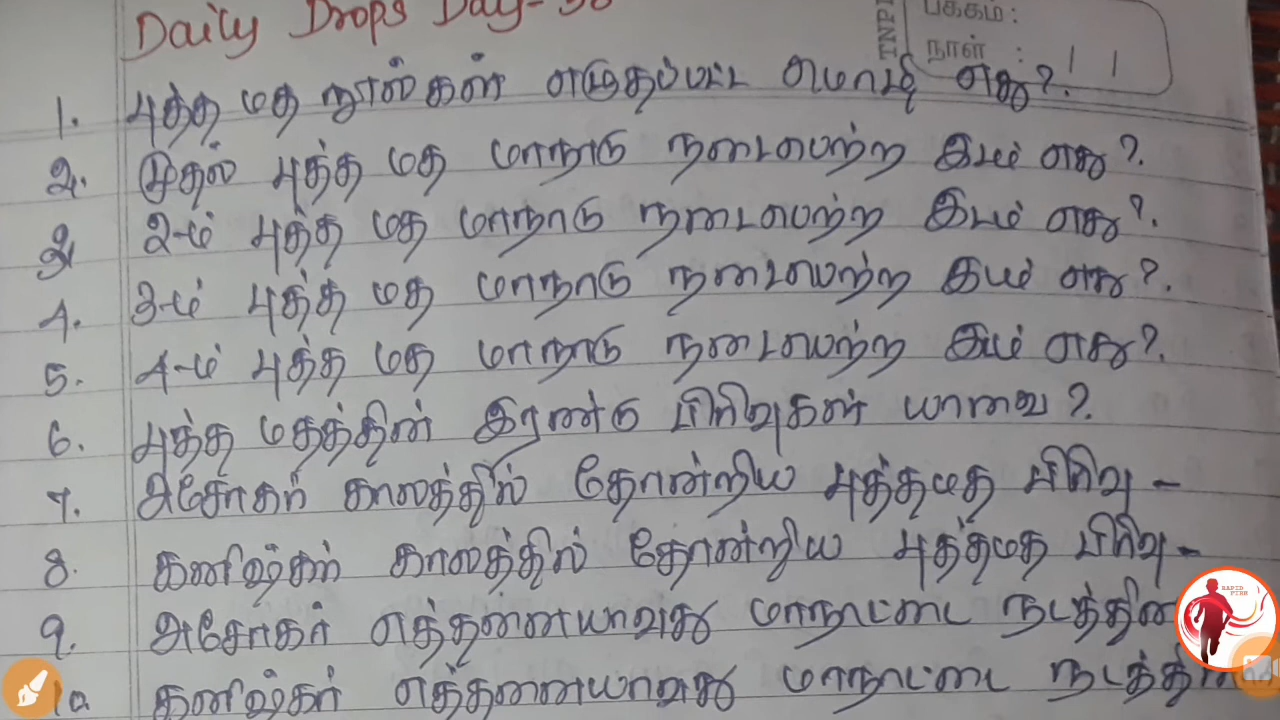 Daily Drops Day-
பக்கம் :
TNP
நாள் : / /
1. புத்த மத நூல்கள் எழுதப்பட்ட மொழி எது?.
2. முதல் புத்த மத மாநாடு நடைபெற்ற இடம் எது?.
3 2-ம் புத்த மத மாநாடு நடைபெற்ற இடம் எது?.
4. 3-ம் புத்த மத மாநாடு நடைபெற்ற இடம் எது?.
5. 4-ம் புத்த மத மாநாடு நடைபெற்ற இடம் எது?.
6. புத்த மதத்தின் இரண்டு பிரிவுகள் யாவை?.
7. அசோகர் காலத்தில் தோன்றிய புத்தமத பிரிவு -
8. கனிஷ்கர் காலத்தில் தோன்றிய புத்தமத பிரிவு -
RAPID FIRE
9. அசோகர் எத்தனையாவது மாநாட்டை நடத்தின
10. கனிஷ்கர் எத்தனையாவது மாநாட்டை